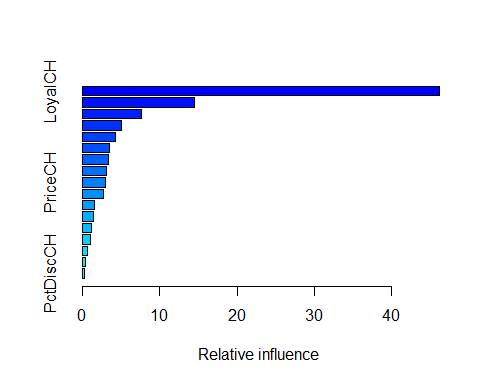 LoyalCH
PriceCH
PctDiscCH
0 10 20 30 40
Relative influence